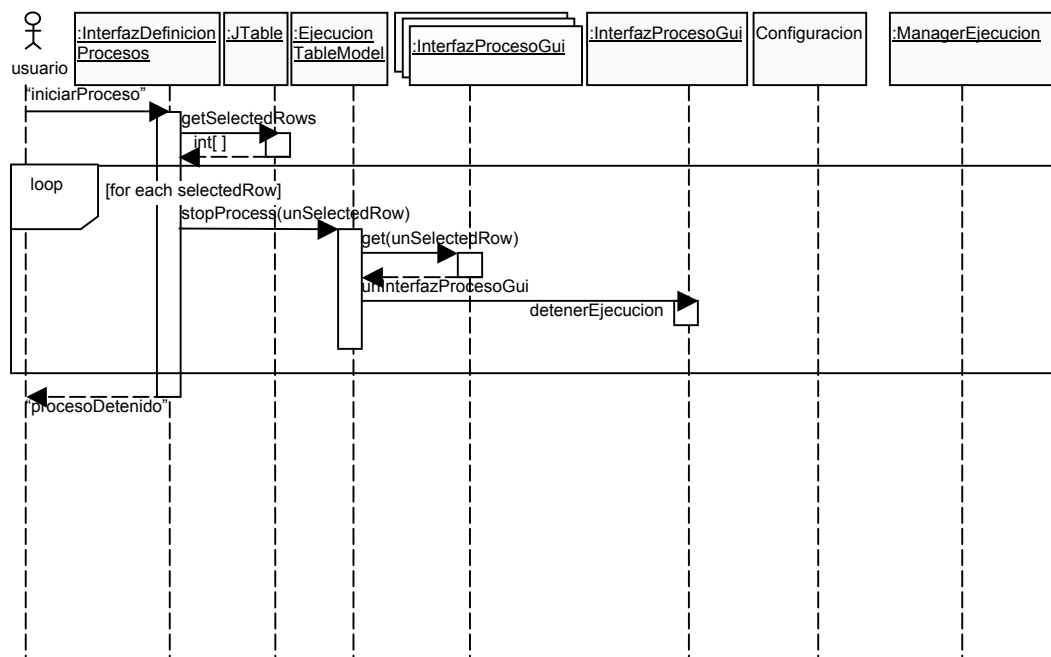 usuario
:InterfazDefinicion
Procesos
:JTable
:Ejecucion
TableModel
:InterfazProcesoGui
:InterfazProcesoGui
Configuracion
:ManagerEjecucion
“iniciarProceso”
getSelectedRows
int[ ]
loop
[for each selectedRow]
stopProcess(unSelectedRow)
get(unSelectedRow)
unInterfazProcesoGui
detenerEjecucion
“procesoDetenido”